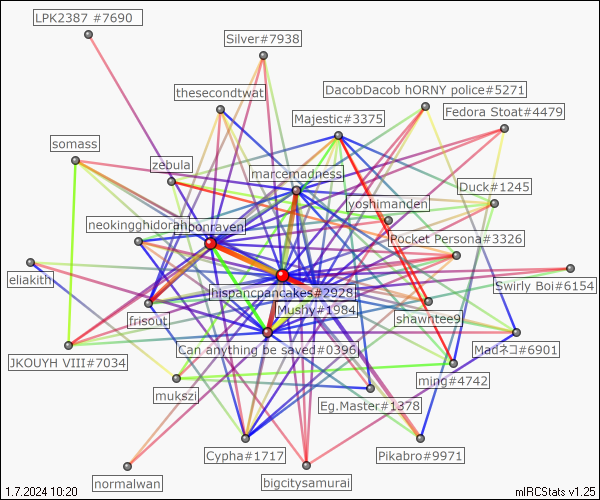 LPK2387 #7690
Silver#7938
DacobDacob hORNY police#5271
thesecondtwat
Fedora Stoat#4479
Majestic#3375
somass
zebula
marcemadness
Duck#1245
yoshimanden
neokingghidorah
Pocket Persona#3326
eliakith
Swirly Boi#6154
hispancpancakes#2928
Mushy#1984
frisout
shawntee9
Can anything be saved#0396
Madネコ#6901
JKOUYH VIII#7034
ming#4742
mukszi
Eg.Master#1378
Cypha#1717
Pikabro#9971
normalwan
bigcitysamurai
1.7.2024 10:20
mIRCStats v1.25